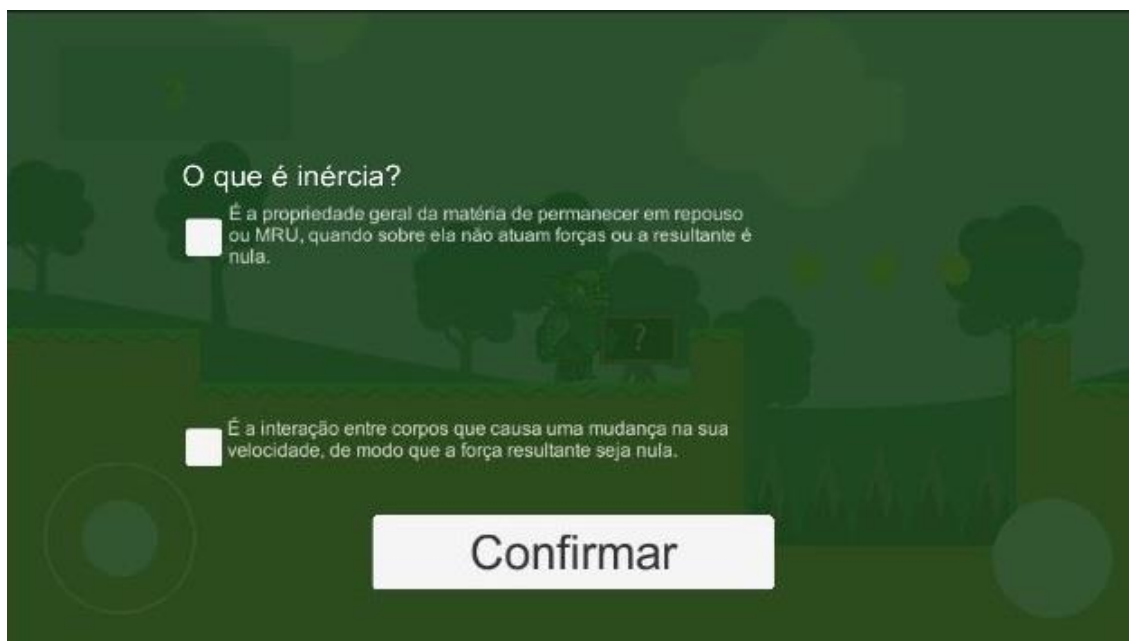 O que é inércia?
É a propriedade geral da matéria de permanecer em repouso
ou MRU, quando sobre ela não atuam forças ou a resultante é
nula.
?
É a interação entre corpos que causa uma mudança na sua
velocidade, de modo que a força resultante seja nula.
Confirmar